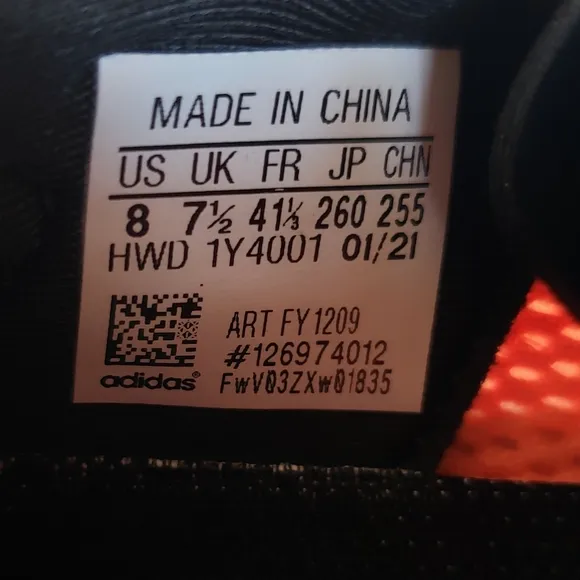 MADE IN CHINA
US UK FR JP CHN
8 7½ 41⅓ 260 255
HWD 1Y4001 01/21
ART FY1209
#126974012
adidas® FwV03ZXw01835